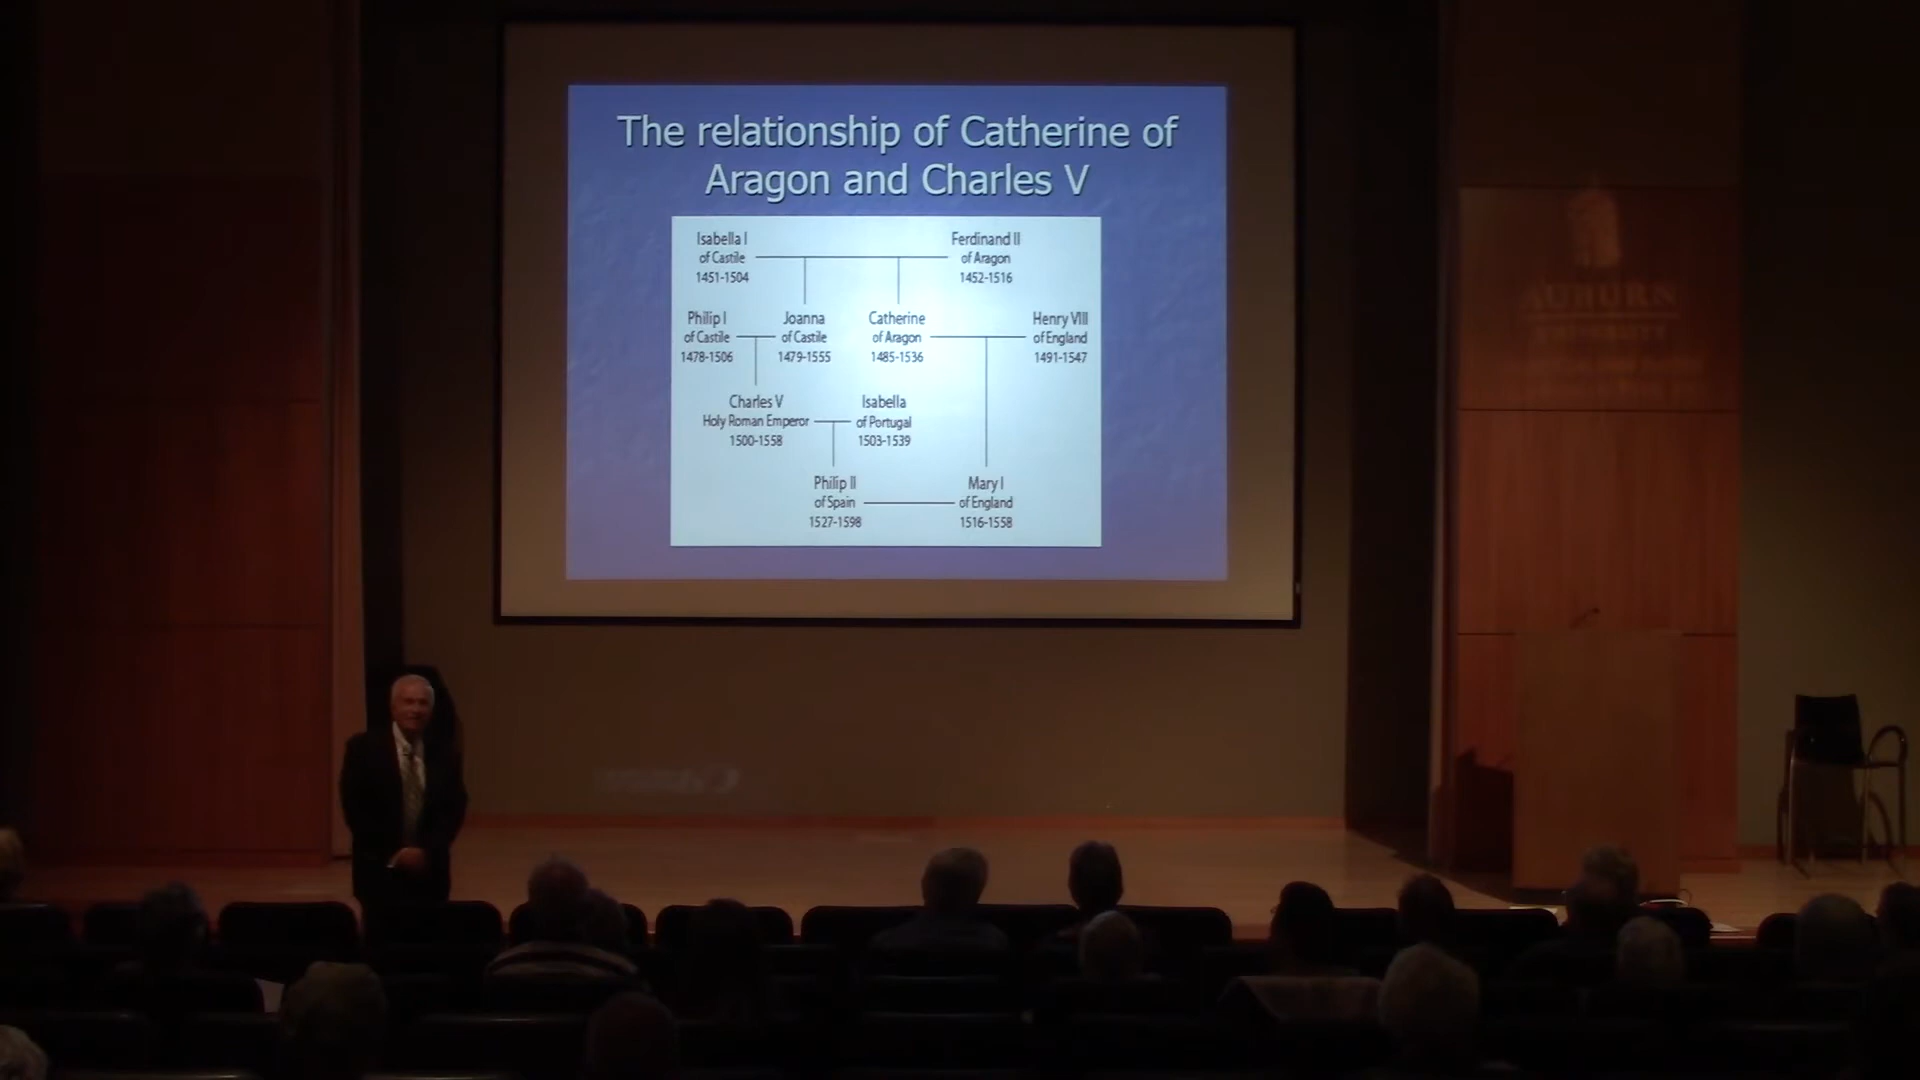 The relationship of Catherine of
Aragon and Charles V
Isabella I
of Castile
1451-1504
Ferdinand II
of Aragon
1452-1516
Philip I
of Castile
1478-1506
Joanna
of Castile
1479-1555
Catherine
of Aragon
1485-1536
Henry VIII
of England
1491-1547
Charles V
Holy Roman Emperor
1500-1558
Isabella
of Portugal
1503-1539
Philip II
of Spain
1527-1598
Mary I
of England
1516-1558
AUBURN
UNIVERSITY